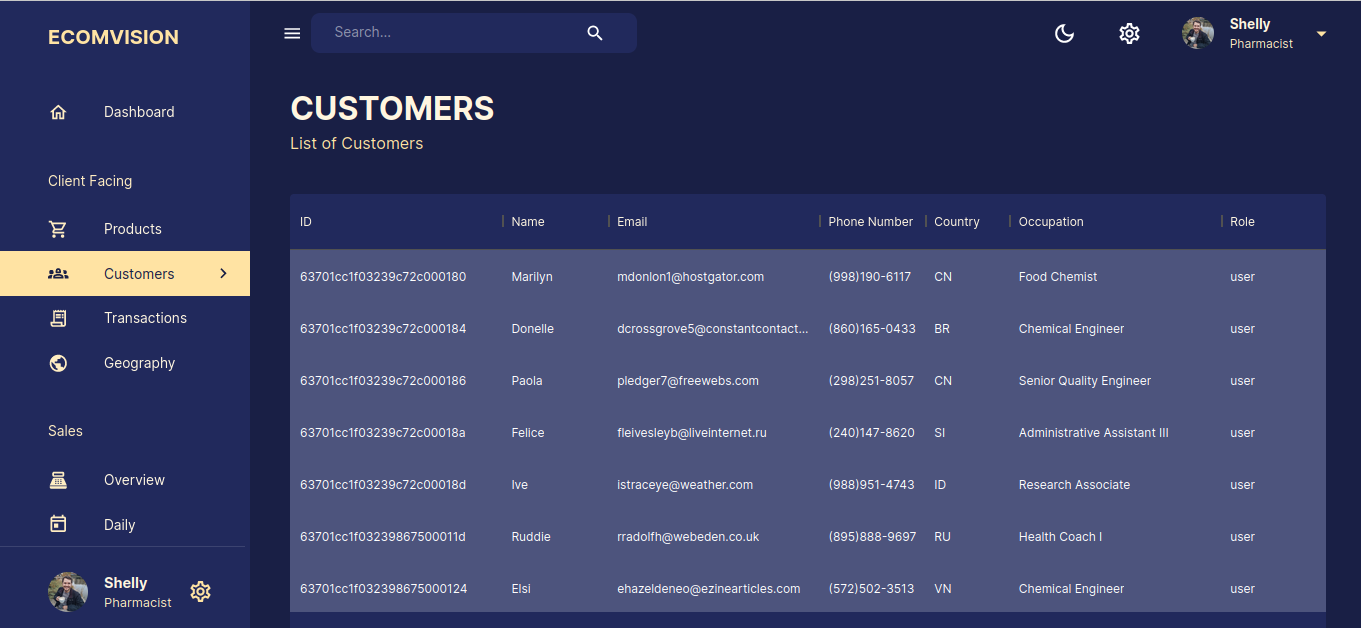 ECOMVISION
Search...
Shelly
Pharmacist
Dashboard
Client Facing
Products
Customers
Transactions
Geography
Sales
Overview
Daily
Shelly
Pharmacist
CUSTOMERS
List of Customers
ID Name Email Phone Number Country Occupation Role
63701cc1f03239c72c000180 Marilyn mdonlon1@hostgator.com (998)190-6117 CN Food Chemist user
63701cc1f03239c72c000184 Donelle dcrossgrove5@constantcontact... (860)165-0433 BR Chemical Engineer user
63701cc1f03239c72c000186 Paola pledger7@freewebs.com (298)251-8057 CN Senior Quality Engineer user
63701cc1f03239c72c00018a Felice fleivesleyb@liveinternet.ru (240)147-8620 SI Administrative Assistant III user
63701cc1f03239c72c00018d Ive istraceye@weather.com (988)951-4743 ID Research Associate user
63701cc1f03239867500011d Ruddie rradolfh@webeden.co.uk (895)888-9697 RU Health Coach I user
63701cc1f032398675000124 Elsi ehazeldeneo@ezinearticles.com (572)502-3513 VN Chemical Engineer user